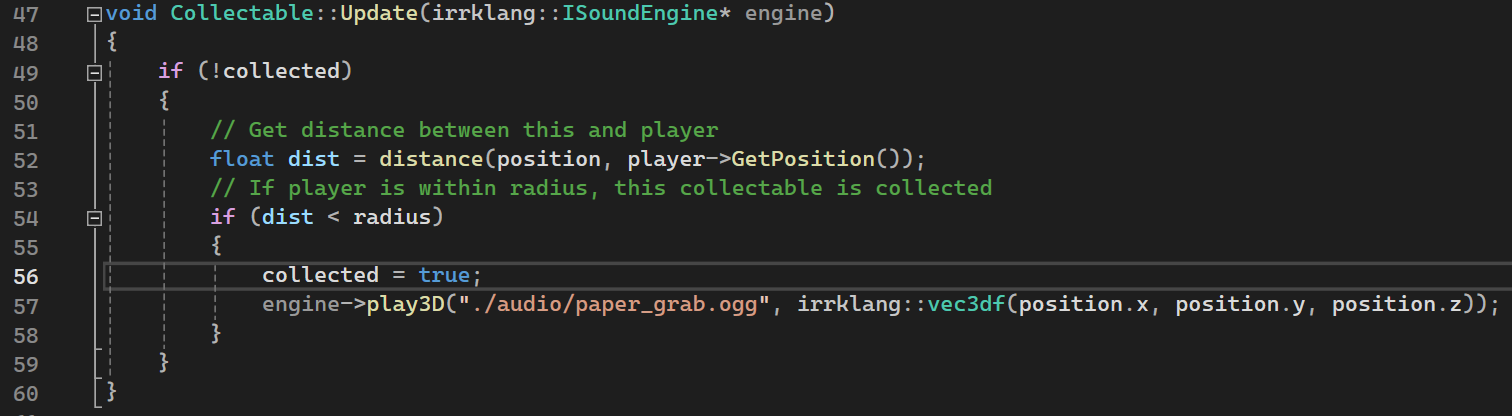 47 void Collectable::Update(irrklang::ISoundEngine* engine)
48 {
49     if (!collected)
50     {
51         // Get distance between this and player
52         float dist = distance(position, player->GetPosition());
53         // If player is within radius, this collectable is collected
54         if (dist < radius)
55         {
56             collected = true;
57             engine->play3D("./audio/paper_grab.ogg", irrklang::vec3df(position.x, position.y, position.z));
58         }
59     }
60 }